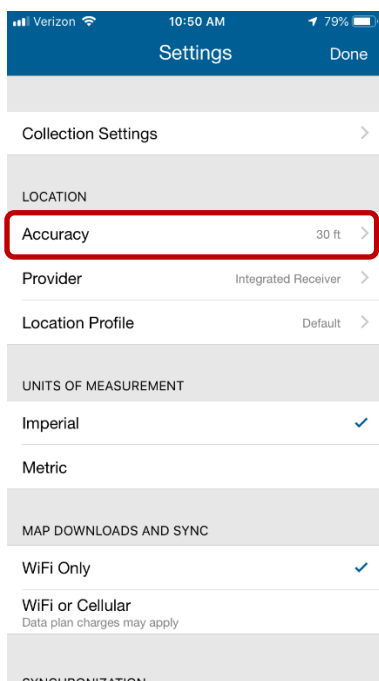 Verizon 10:50 AM 79%
Settings Done
Collection Settings
LOCATION
Accuracy 30 ft
Provider Integrated Receiver
Location Profile Default
UNITS OF MEASUREMENT
Imperial
Metric
MAP DOWNLOADS AND SYNC
WiFi Only
WiFi or Cellular
Data plan charges may apply
SYNCHRONIZATION